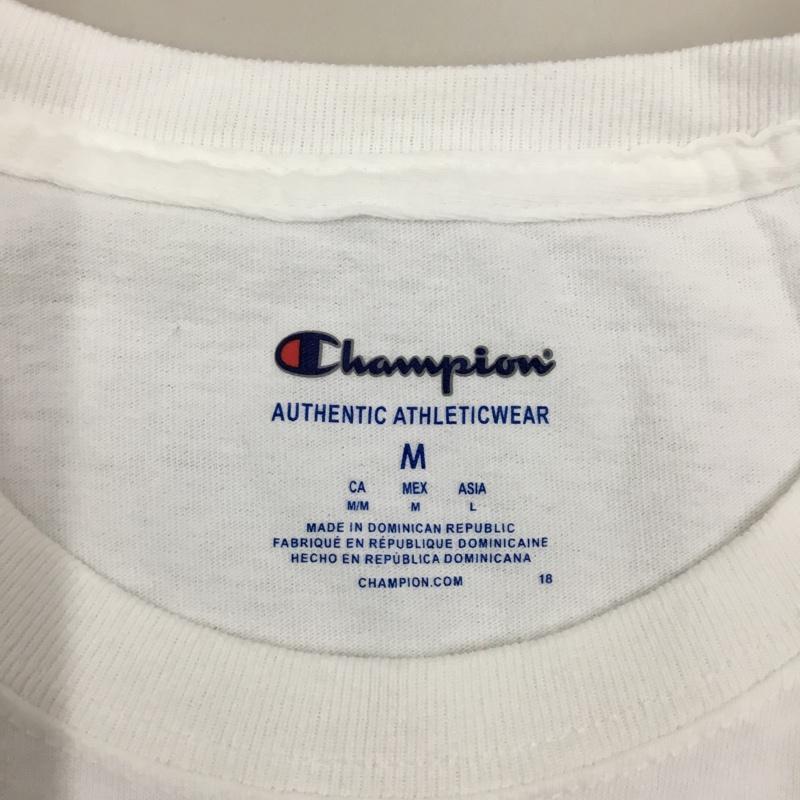 Champion
AUTHENTIC ATHLETICWEAR
M
CA MEX ASIA
M/M M L
MADE IN DOMINICAN REPUBLIC
FABRIQUÉ EN RÉPUBLIQUE DOMINICAINE
HECHO EN REPÚBLICA DOMINICANA
CHAMPION.COM 18